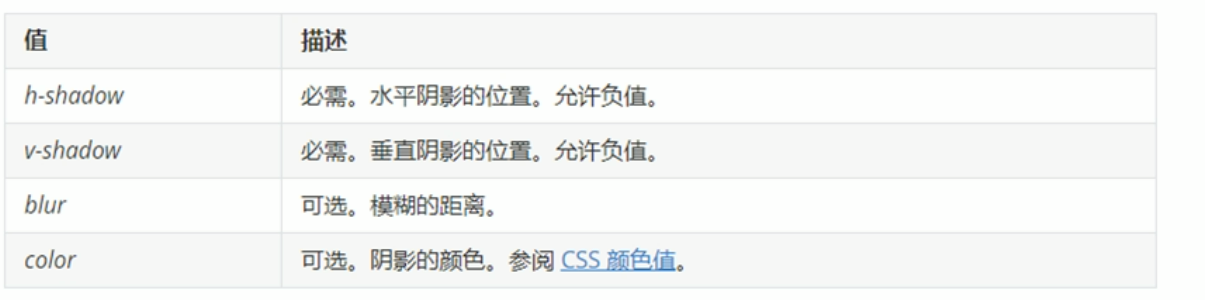 值 描述
h-shadow 必需。水平阴影的位置。允许负值。
v-shadow 必需。垂直阴影的位置。允许负值。
blur 可选。模糊的距离。
color 可选。阴影的颜色。参阅 CSS 颜色值。